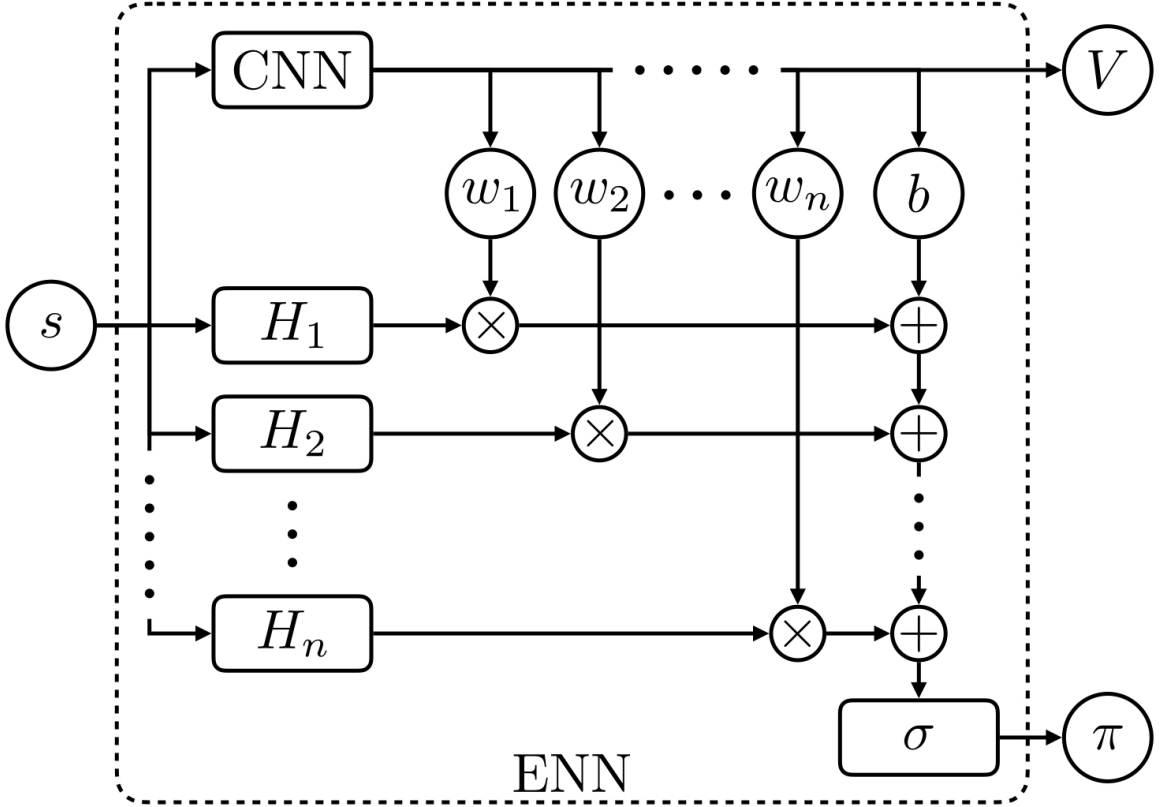 CNN V
w₁ w₂ ··· wₙ b
s H₁ × +
H₂ × +
Hₙ × +
σ π
ENN